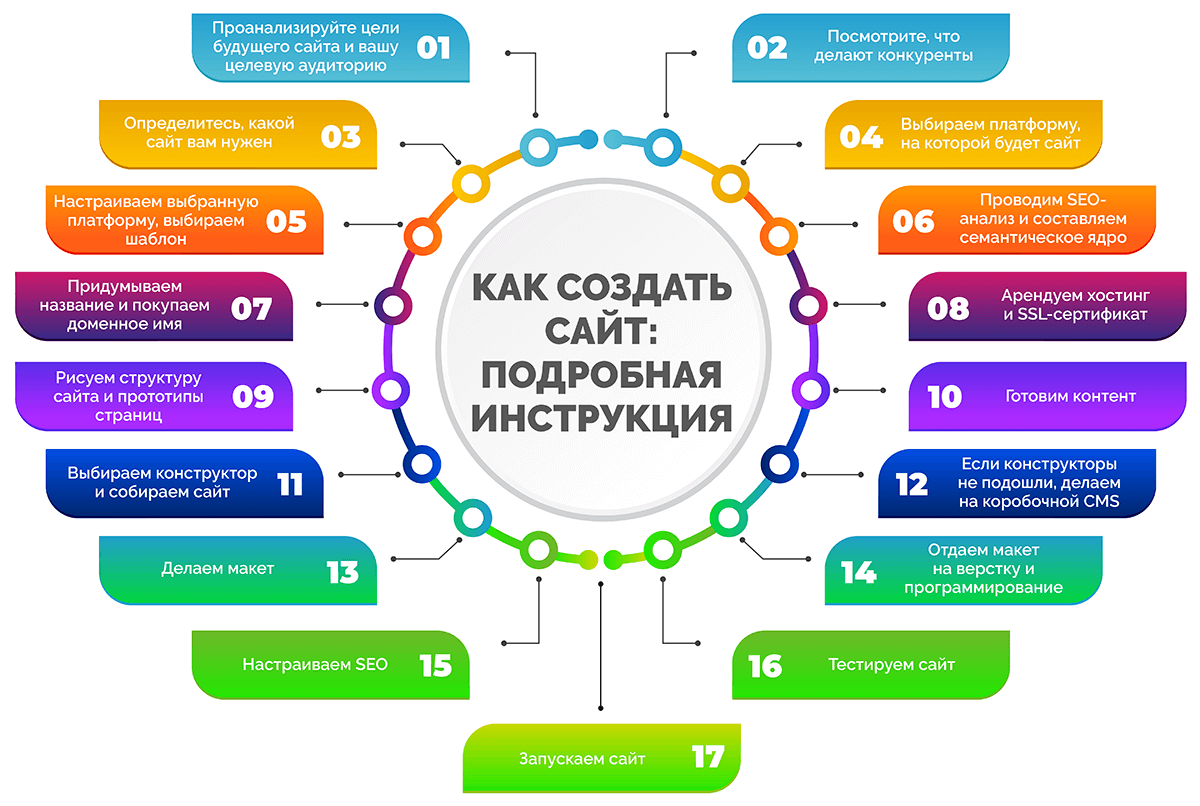 Проанализируйте цели
будущего сайта и вашу
целевую аудиторию
01
02
Посмотрите, что
делают конкуренты
Определитесь, какой
сайт вам нужен
03
04
Выбираем платформу,
на которой будет сайт
Настраиваем выбранную
платформу, выбираем
шаблон
05
06
Проводим SEO-
анализ и составляем
семантическое ядро
Придумываем
название и покупаем
доменное имя
07
08
Арендуем хостинг
и SSL-сертификат
КАК СОЗДАТЬ
САЙТ:
ПОДРОБНАЯ
ИНСТРУКЦИЯ
Рисуем структуру
сайта и прототипы
страниц
09
10
Готовим контент
Выбираем конструктор
и собираем сайт
11
12
Если конструкторы
не подошли, делаем
на коробочной CMS
Делаем макет
13
14
Отдаем макет
на верстку и
программирование
Настраиваем SEO
15
16
Тестируем сайт
Запускаем сайт
17